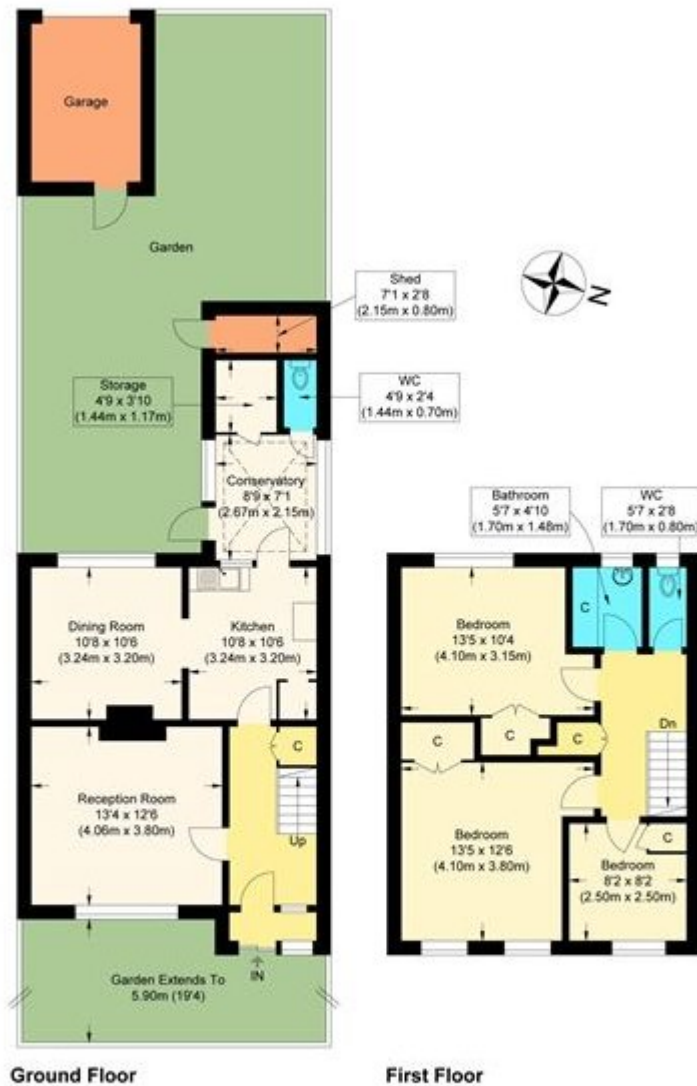 Garage
Garden
Shed
7'1 x 2'8
(2.15m x 0.80m)
N
Storage
4'9 x 3'10
(1.44m x 1.17m)
WC
4'9 x 2'4
(1.44m x 0.70m)
Conservatory
8'9 x 7'1
(2.67m x 2.15m)
Dining Room
10'8 x 10'6
(3.24m x 3.20m)
Kitchen
10'8 x 10'6
(3.24m x 3.20m)
C
Reception Room
13'4 x 12'6
(4.06m x 3.80m)
Up
IN
Garden Extends To
5.90m (19'4)
Ground Floor
Bathroom
5'7 x 4'10
(1.70m x 1.48m)
WC
5'7 x 2'8
(1.70m x 0.80m)
C
Bedroom
13'5 x 10'4
(4.10m x 3.15m)
Dn
C
C
C
Bedroom
13'5 x 12'6
(4.10m x 3.80m)
C
Bedroom
8'2 x 8'2
(2.50m x 2.50m)
First Floor